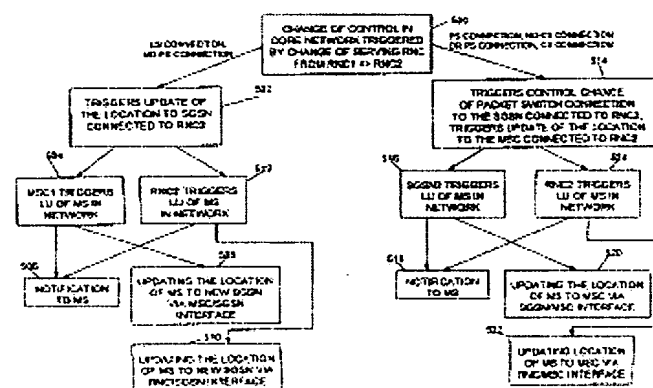 CHANGE OF CONTROL IN
CORE NETWORK TRIGGERED
BY CHANGE OF SERVING RNC
FROM RNC1 => RNC2
CS CONNECTION,
NO PS CONNECTION
PS CONNECTION, NO CS CONNECTION
OR PS CONNECTION, CS CONNECTION
TRIGGERS UPDATE OF
THE LOCATION TO SGSN
CONNECTED TO RNC2
TRIGGERS CONTROL CHANGE
OF PACKET SWITCH CONNECTION
TO THE SGSN CONNECTED TO RNC2,
TRIGGERS UPDATE OF THE LOCATION
TO THE MSC CONNECTED TO RNC2
514
MSC1 TRIGGERS
LU OF MS IN
NETWORK
RNC2 TRIGGERS
LU OF MS
IN NETWORK
SGSN2 TRIGGERS
LU OF MS IN
NETWORK
RNC2 TRIGGERS
LU OF MS IN
NETWORK
NOTIFICATION
TO MS
UPDATING THE LOCATION
OF MS TO NEW SGSN
VIA MSC/SGSN
INTERFACE
NOTIFICATION
TO MS
520
UPDATING THE LOCATION
OF MS TO MSC VIA
SGSN/MSC INTERFACE
UPDATING THE LOCATION
OF MS TO NEW SGSN VIA
RNC/SGSN INTERFACE
522
UPDATING LOCATION
OF MS TO MSC VIA
RNC/MSC INTERFACE